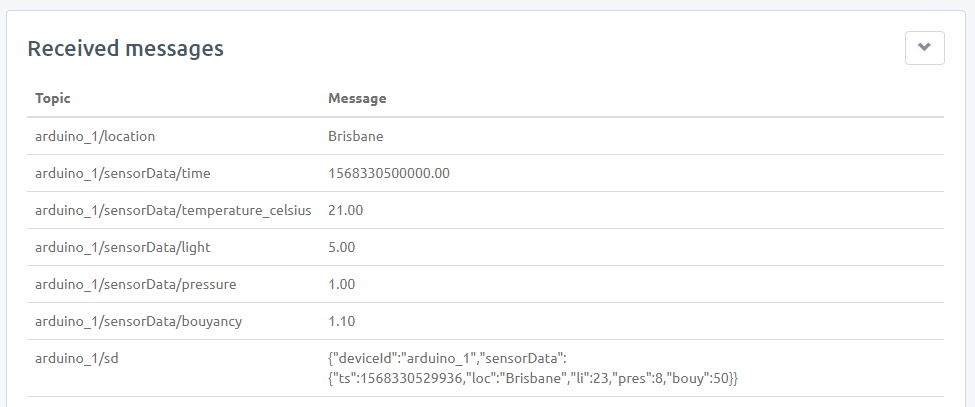 Received messages
Topic Message
arduino_1/location Brisbane
arduino_1/sensorData/time 1568330500000.00
arduino_1/sensorData/temperature_celsius 21.00
arduino_1/sensorData/light 5.00
arduino_1/sensorData/pressure 1.00
arduino_1/sensorData/bouyancy 1.10
arduino_1/sd {"deviceId":"arduino_1","sensorData":
{"ts":1568330529936,"loc":"Brisbane","li":23,"pres":8,"bouy":50}}